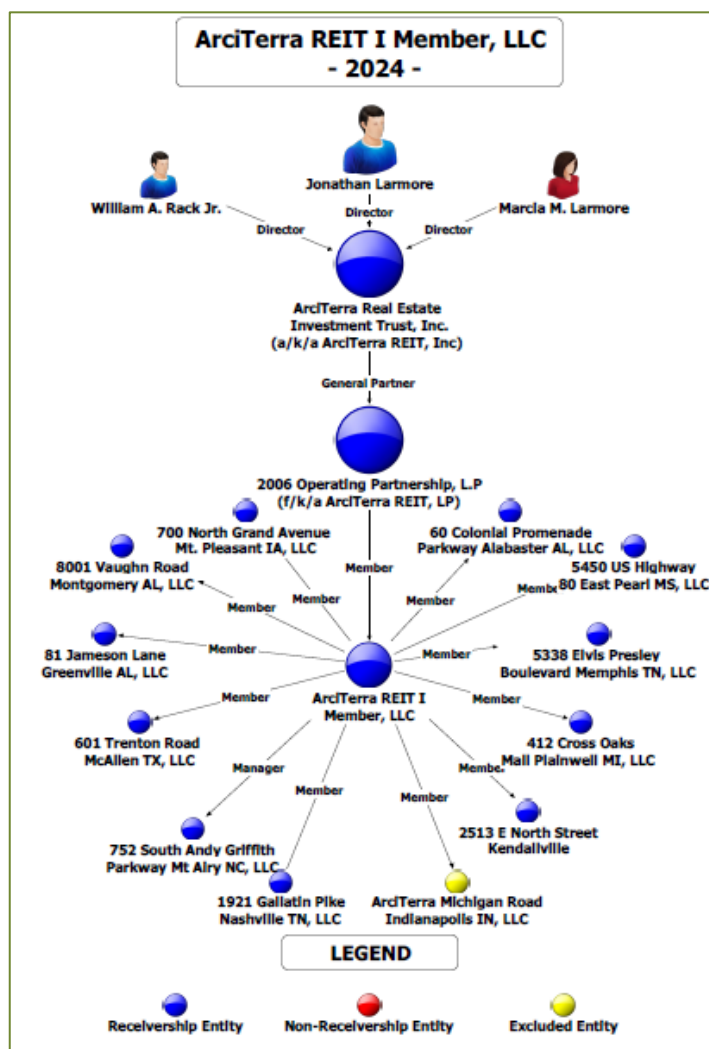 ArciTerra REIT I Member, LLC
- 2024 -
Jonathan Larmore
William A. Rack Jr.
Marcia M. Larmore
Director
Director
Director
ArciTerra Real Estate
Investment Trust, Inc.
(a/k/a ArciTerra REIT, Inc)
General Partner
2006 Operating Partnership, L.P
(f/k/a ArciTerra REIT, LP)
700 North Grand Avenue
Mt. Pleasant IA, LLC
60 Colonial Promenade
Parkway Alabaster AL, LLC
8001 Vaughn Road
Montgomery AL, LLC
5450 US Highway
80 East Pearl MS, LLC
Member
Member
Member
Member
Member
81 Jameson Lane
Greenville AL, LLC
Member
Member
5338 Elvis Presley
Boulevard Memphis TN, LLC
ArciTerra REIT I
Member, LLC
Member
Member
601 Trenton Road
McAllen TX, LLC
412 Cross Oaks
Mall Plainwell MI, LLC
Manager
Member
Member
Member
752 South Andy Griffith
Parkway Mt Airy NC, LLC
2513 E North Street
Kendallville
1921 Gallatin Pike
Nashville TN, LLC
ArciTerra Michigan Road
Indianapolis IN, LLC
LEGEND
Receivership Entity
Non-Receivership Entity
Excluded Entity